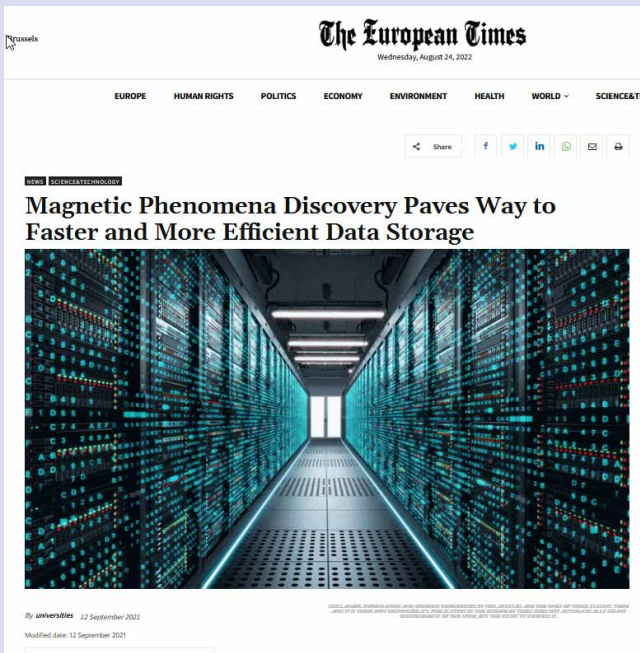 Brussels
The European Times
Wednesday, August 24, 2022
EUROPE HUMAN RIGHTS POLITICS ECONOMY ENVIRONMENT HEALTH WORLD SCIENCE&T
Share
NEWS SCIENCE&TECHNOLOGY
Magnetic Phenomena Discovery Paves Way to
Faster and More Efficient Data Storage
By universities 12 September 2021
Modified date: 12 September 2021